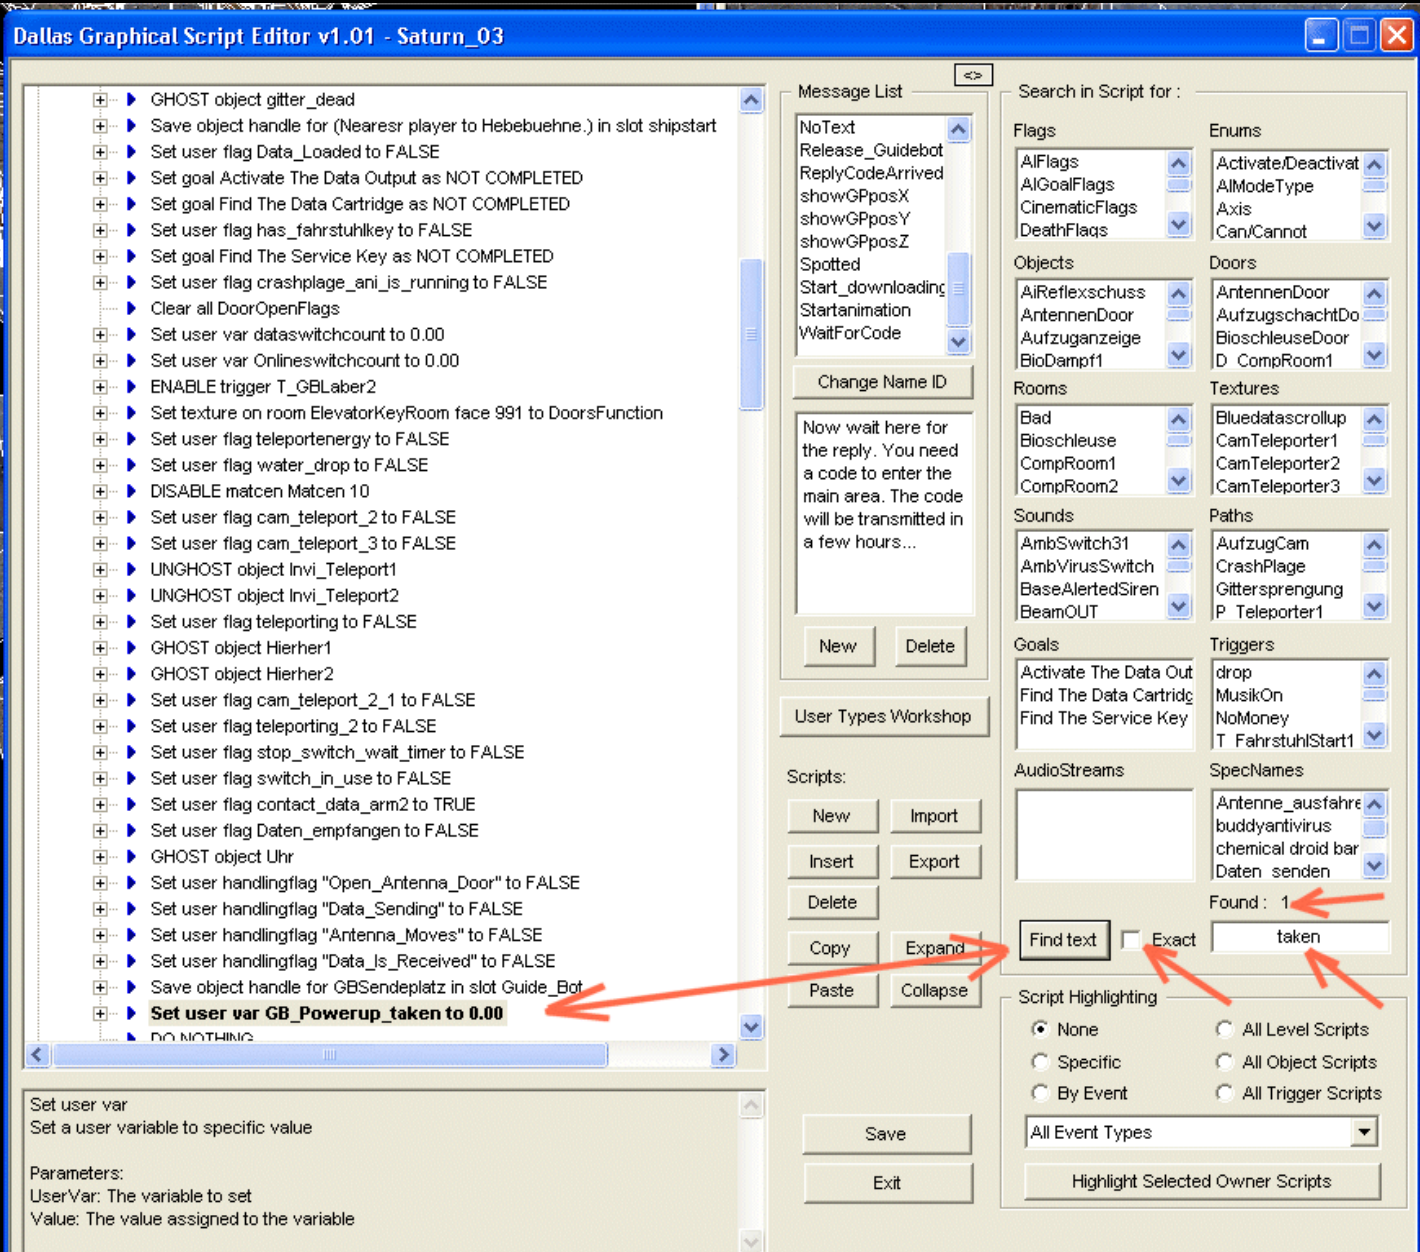 Dallas Graphical Script Editor v1.01 - Saturn_03
<>
GHOST object gitter_dead
Save object handle for (Nearesr player to Hebebuehne.) in slot shipstart
Set user flag Data_Loaded to FALSE
Set goal Activate The Data Output as NOT COMPLETED
Set goal Find The Data Cartridge as NOT COMPLETED
Set user flag has_fahrstuhlkey to FALSE
Set goal Find The Service Key as NOT COMPLETED
Set user flag crashplage_ani_is_running to FALSE
Clear all DoorOpenFlags
Set user var dataswitchcount to 0.00
Set user var Onlineswitchcount to 0.00
ENABLE trigger T_GBLaber2
Set texture on room ElevatorKeyRoom face 991 to DoorsFunction
Set user flag teleportenergy to FALSE
Set user flag water_drop to FALSE
DISABLE matcen Matcen 10
Set user flag cam_teleport_2 to FALSE
Set user flag cam_teleport_3 to FALSE
UNGHOST object Invi_Teleport1
UNGHOST object Invi_Teleport2
Set user flag teleporting to FALSE
GHOST object Hierher1
GHOST object Hierher2
Set user flag cam_teleport_2_1 to FALSE
Set user flag teleporting_2 to FALSE
Set user flag stop_switch_wait_timer to FALSE
Set user flag switch_in_use to FALSE
Set user flag contact_data_arm2 to TRUE
Set user flag Daten_empfangen to FALSE
GHOST object Uhr
Set user handlingflag "Open_Antenna_Door" to FALSE
Set user handlingflag "Data_Sending" to FALSE
Set user handlingflag "Antenna_Moves" to FALSE
Set user handlingflag "Data_Is_Received" to FALSE
Save object handle for GBSendeplatz in slot Guide_Bot
Set user var GB_Powerup_taken to 0.00
DO NOTHING
Set user var
Set a user variable to specific value
Parameters:
UserVar: The variable to set
Value: The value assigned to the variable
Message List
NoText
Release_Guidebot
ReplyCodeArrived
showGPposX
showGPposY
showGPposZ
Spotted
Start_downloading
Startanimation
WaitForCode
Change Name ID
Now wait here for
the reply. You need
a code to enter the
main area. The code
will be transmitted in
a few hours...
New Delete
User Types Workshop
Scripts:
New Import
Insert Export
Delete
Copy Expand
Paste Collapse
Save
Exit
Search in Script for :
Flags
AIFlags
AIGoalFlags
CinematicFlags
DeathFlags
Enums
Activate/Deactivat
AIModeType
Axis
Can/Cannot
Objects
AiReflexschuss
AntennenDoor
Aufzuganzeige
BioDampf1
Doors
AntennenDoor
AufzugschachtDo
BioschleuseDoor
D_CompRoom1
Rooms
Bad
Bioschleuse
CompRoom1
CompRoom2
Textures
Bluedatascrollup
CamTeleporter1
CamTeleporter2
CamTeleporter3
Sounds
AmbSwitch31
AmbVirusSwitch
BaseAlertedSiren
BeamOUT
Paths
AufzugCam
CrashPlage
Gittersprengung
P_Teleporter1
Goals
Activate The Data Out
Find The Data Cartridg
Find The Service Key
Triggers
drop
MusikOn
NoMoney
T_FahrstuhlStart1
AudioStreams
SpecNames
Antenne_ausfahre
buddyantivirus
chemical droid bar
Daten_senden
Found : 1
Find text Exact taken
Script Highlighting
None All Level Scripts
Specific All Object Scripts
By Event All Trigger Scripts
All Event Types
Highlight Selected Owner Scripts